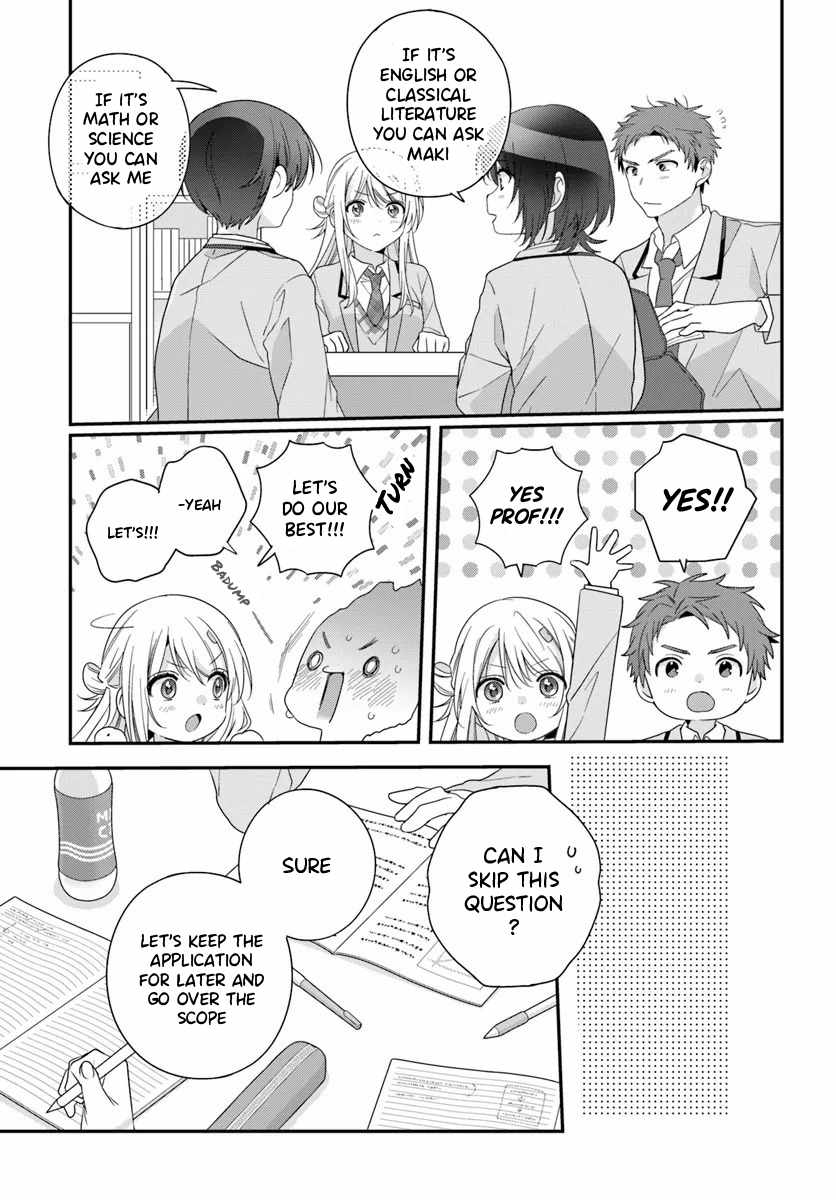 IF IT'S
ENGLISH OR
CLASSICAL
LITERATURE
YOU CAN ASK
MAKI
IF IT'S
MATH OR
SCIENCE
YOU CAN
ASK ME
YES!!
YES
PROF!!!
TURN
LET'S
DO OUR
BEST!!!
BADUMP
-YEAH
LET'S!!!
CAN I
SKIP THIS
QUESTION
?
SURE
LET'S KEEP THE
APPLICATION
FOR LATER AND
GO OVER THE
SCOPE